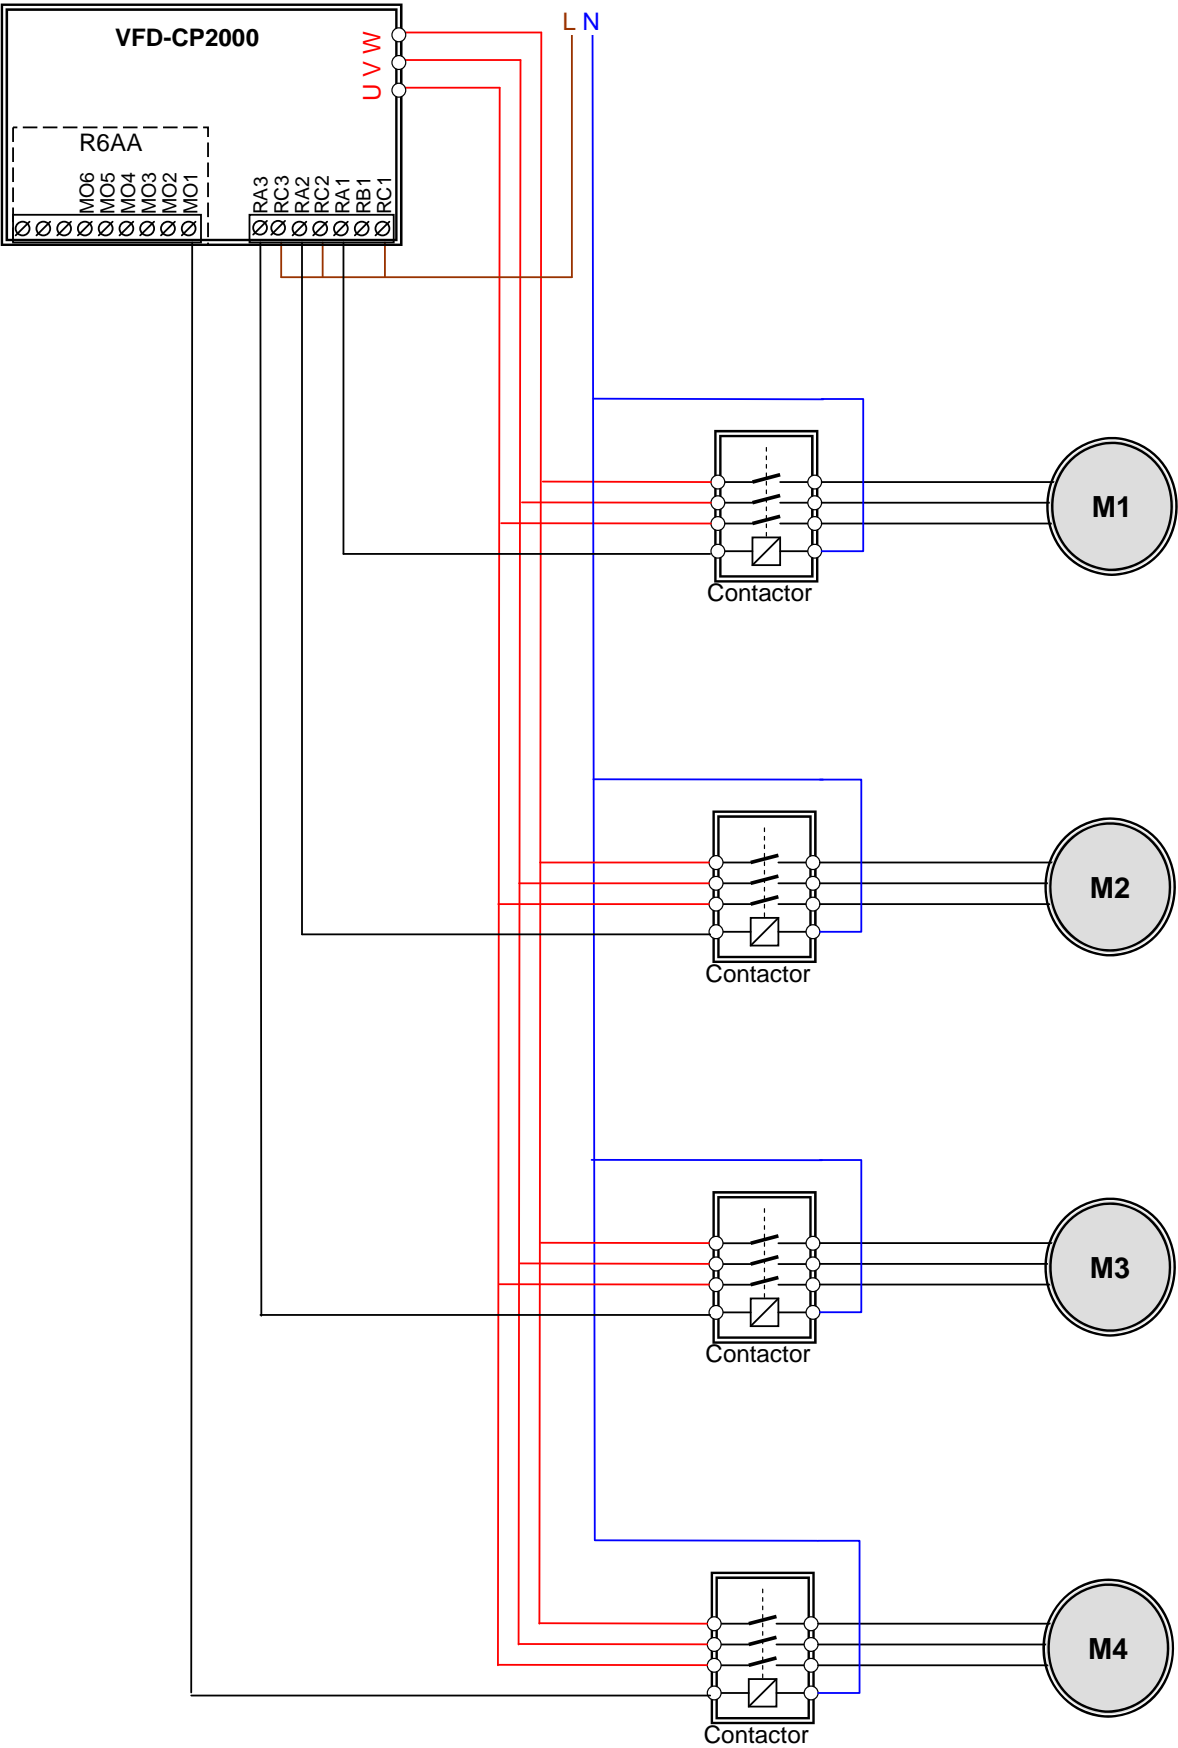 L N
VFD-CP2000
U V W
R6AA
MO6
MO5
MO4
MO3
MO2
MO1
RA3
RC3
RA2
RC2
RA1
RB1
RC1
M1
Contactor
M2
Contactor
M3
Contactor
M4
Contactor